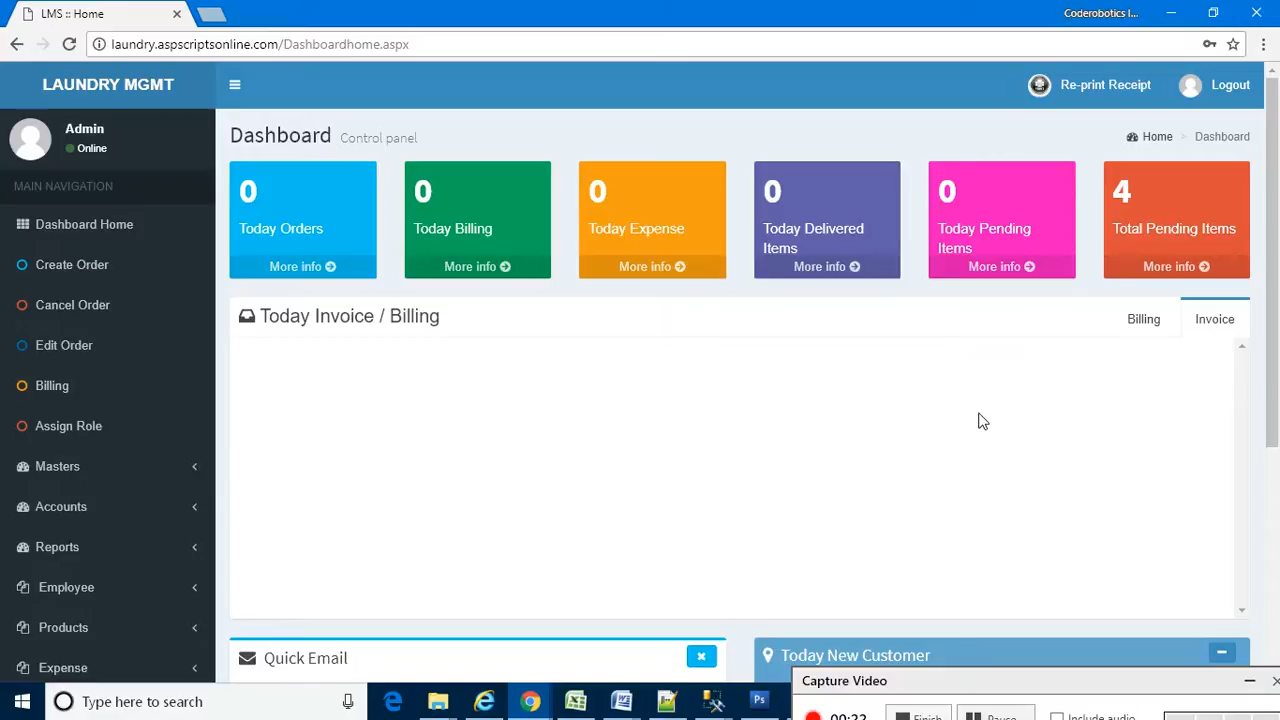 LMS :: Home
Coderobotics I...
laundry.aspscriptsonline.com/Dashboardhome.aspx
LAUNDRY MGMT
Re-print Receipt
Logout
Admin
Online
Dashboard Control panel
Home > Dashboard
MAIN NAVIGATION
Dashboard Home
Create Order
Cancel Order
Edit Order
Billing
Assign Role
Masters
Accounts
Reports
Employee
Products
Expense
0
Today Orders
More info
0
Today Billing
More info
0
Today Expense
More info
0
Today Delivered
Items
More info
0
Today Pending
Items
More info
4
Total Pending Items
More info
Today Invoice / Billing
Billing
Invoice
Quick Email
Today New Customer
Capture Video
00:22
Finish
Pause
Include audio
Type here to search
Ps